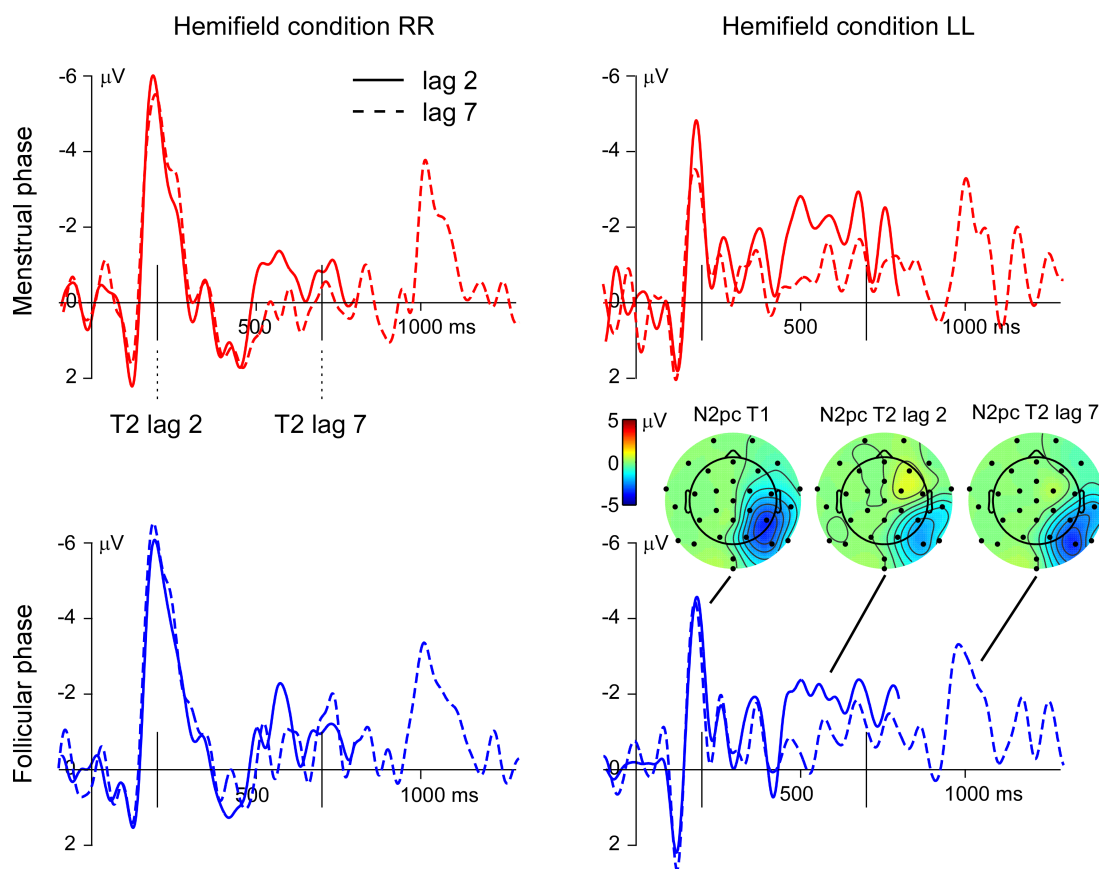 Hemifield condition RR
Hemifield condition LL
Menstrual phase
-6
μV
-4
-2
0
2
500
1000 ms
lag 2
lag 7
T2 lag 2
T2 lag 7
-6
μV
-4
-2
0
2
500
1000 ms
5
μV
0
-5
N2pc T1
N2pc T2 lag 2
N2pc T2 lag 7
Follicular phase
-6
μV
-4
-2
0
2
500
1000 ms
-6
μV
-4
-2
0
2
500
1000 ms